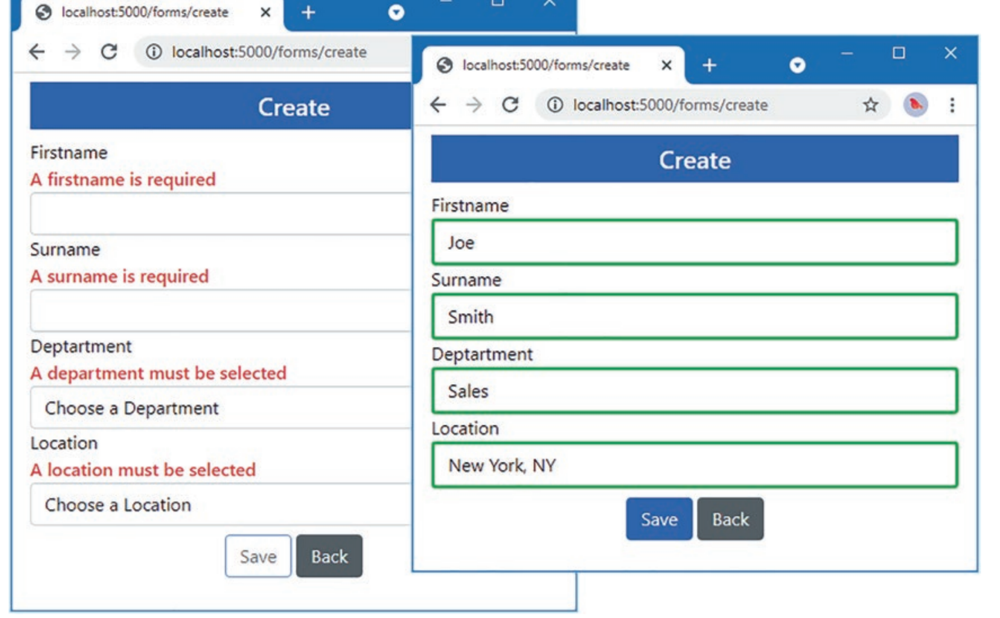 localhost:5000/forms/create
localhost:5000/forms/create
Create
Firstname
A firstname is required
Surname
A surname is required
Deptartment
A department must be selected
Choose a Department
Location
A location must be selected
Choose a Location
Save
Back
localhost:5000/forms/create
localhost:5000/forms/create
Create
Firstname
Joe
Surname
Smith
Deptartment
Sales
Location
New York, NY
Save
Back